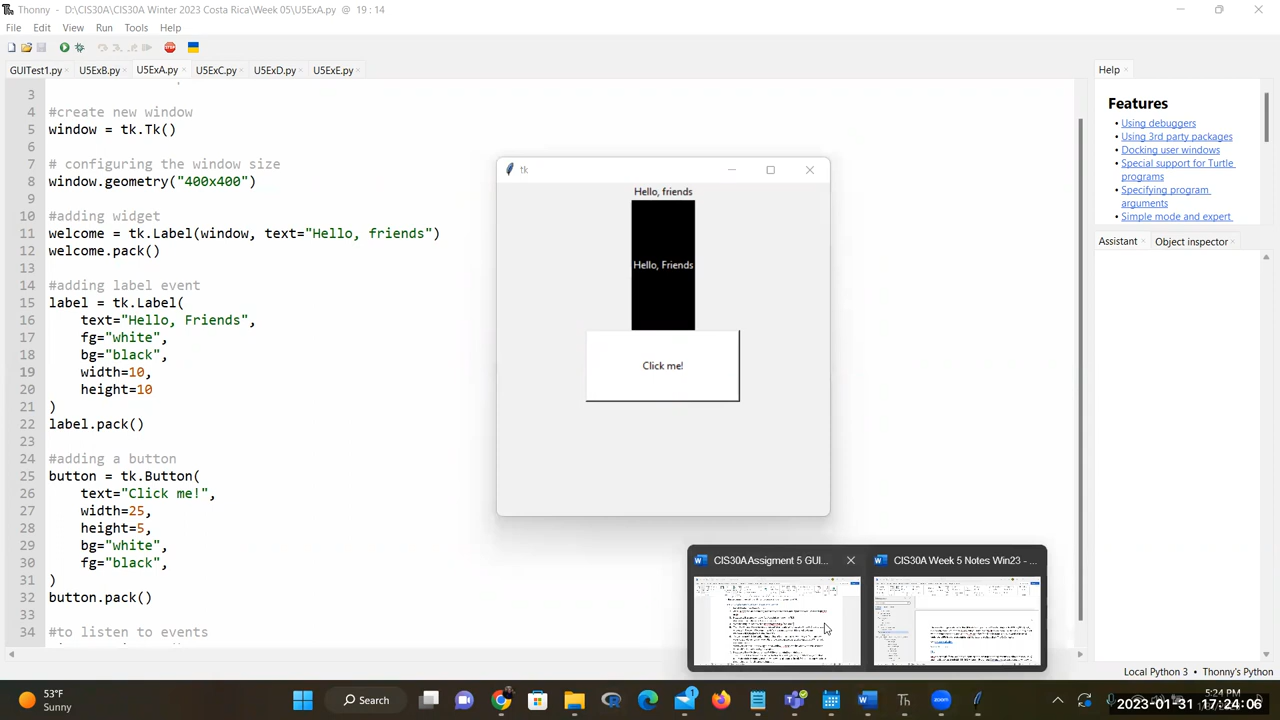 Thonny - D:\CIS30A\CIS30A Winter 2023 Costa Rica\Week 05\U5ExA.py @ 19 : 14
File Edit View Run Tools Help
GUITest1.py U5ExB.py U5ExA.py U5ExC.py U5ExD.py U5ExE.py
3
4 #create new window
5 window = tk.Tk()
6
7 # configuring the window size
8 window.geometry("400x400")
9
10 #adding widget
11 welcome = tk.Label(window, text="Hello, friends")
12 welcome.pack()
13
14 #adding label event
15 label = tk.Label(
16 text="Hello, Friends",
17 fg="white",
18 bg="black",
19 width=10,
20 height=10
21 )
22 label.pack()
23
24 #adding a button
25 button = tk.Button(
26 text="Click me!",
27 width=25,
28 height=5,
29 bg="white",
30 fg="black",
31 )
32 button.pack()
33
34 #to listen to events
tk
Hello, friends
Hello, Friends
Click me!
CIS30A Assigment 5 GUI...
CIS30A Week 5 Notes Win23 - ...
Help
Features
• Using debuggers
• Using 3rd party packages
• Docking user windows
• Special support for Turtle
programs
• Specifying program
arguments
• Simple mode and expert
Assistant Object inspector
Local Python 3 • Thonny's Python
53°F
Sunny
Search
5:24 PM
2023-01-31 17:24:06